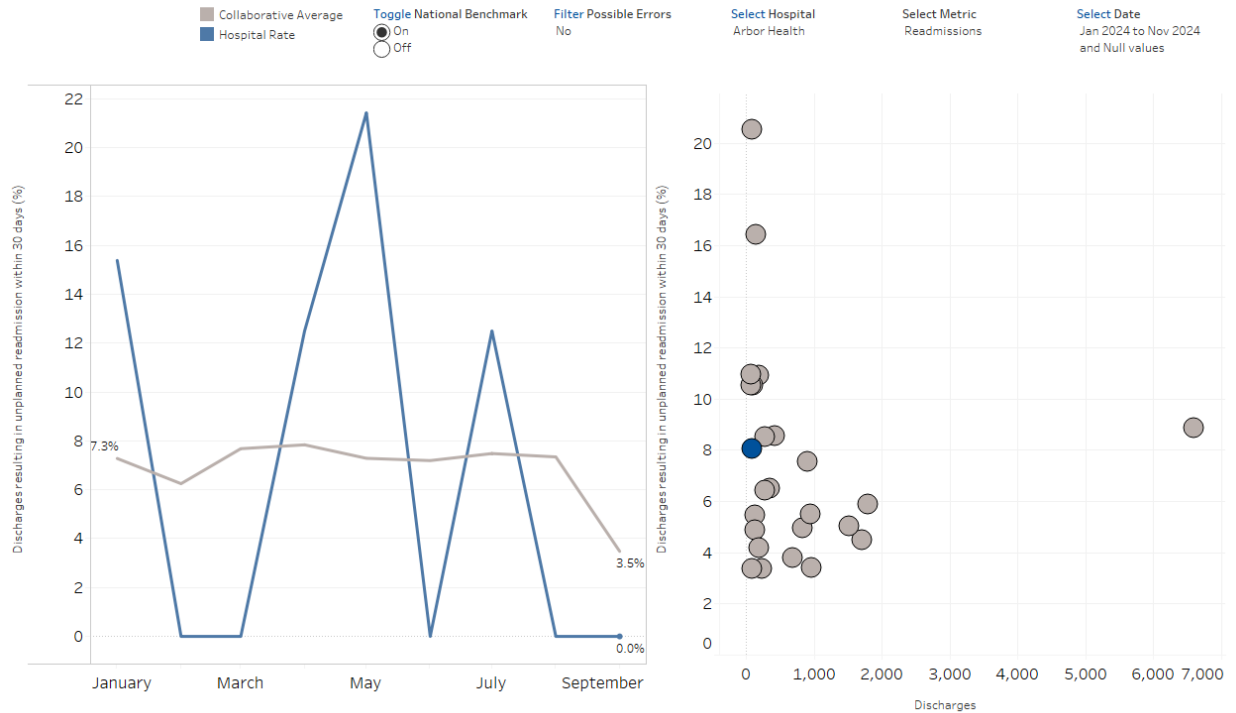 Collaborative Average
Hospital Rate
Toggle National Benchmark
On
Off
Filter Possible Errors
No
Select Hospital
Arbor Health
Select Metric
Readmissions
Select Date
Jan 2024 to Nov 2024
and Null values
Discharges resulting in unplanned readmission within 30 days (%)
22
20
18
16
14
12
10
8
6
4
2
0
7.3%
3.5%
0.0%
January
March
May
July
September
Discharges resulting in unplanned readmission within 30 days (%)
20
18
16
14
12
10
8
6
4
2
0
0
1,000
2,000
3,000
4,000
5,000
6,000
7,000
Discharges